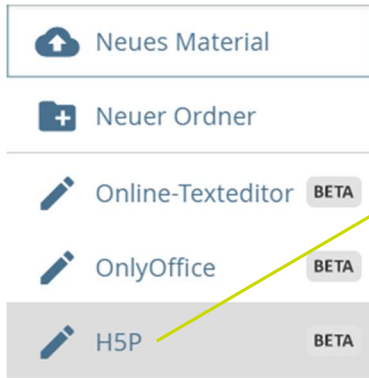 Neues Material
Neuer Ordner
Online-Texteditor BETA
OnlyOffice BETA
H5P BETA